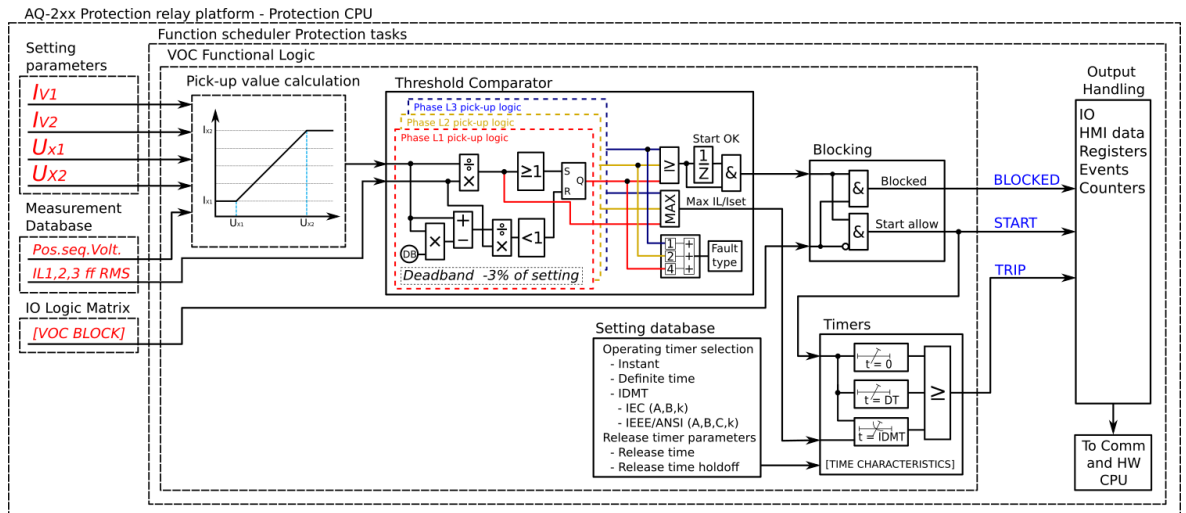 AQ-2xx Protection relay platform - Protection CPU
Function scheduler Protection tasks
VOC Functional Logic
Setting
parameters
IV1
IV2
Ux1
UX2
Measurement
Database
Pos.seq.Volt.
IL1,2,3 ff RMS
IO Logic Matrix
[VOC BLOCK]
Pick-up value calculation
IX2
IX1
UX1
UX2
Threshold Comparator
Phase L3 pick-up logic
Phase L2 pick-up logic
Phase L1 pick-up logic
÷
×
≥1
S
Q
R
+
−
×
÷
×
<1
DB
Deadband -3% of setting
≥
Start OK
1
Z
&
MAX
Max IL/Iset
1 +
2 +
4 +
Fault
type
Blocking
&
Blocked
&
Start allow
BLOCKED
START
TRIP
Setting database
Operating timer selection
- Instant
- Definite time
- IDMT
- IEC (A,B,k)
- IEEE/ANSI (A,B,C,k)
Release timer parameters
- Release time
- Release time holdoff
Timers
t = 0
t = DT
t = IDMT
≥
[TIME CHARACTERISTICS]
Output
Handling
IO
HMI data
Registers
Events
Counters
To Comm
and HW
CPU